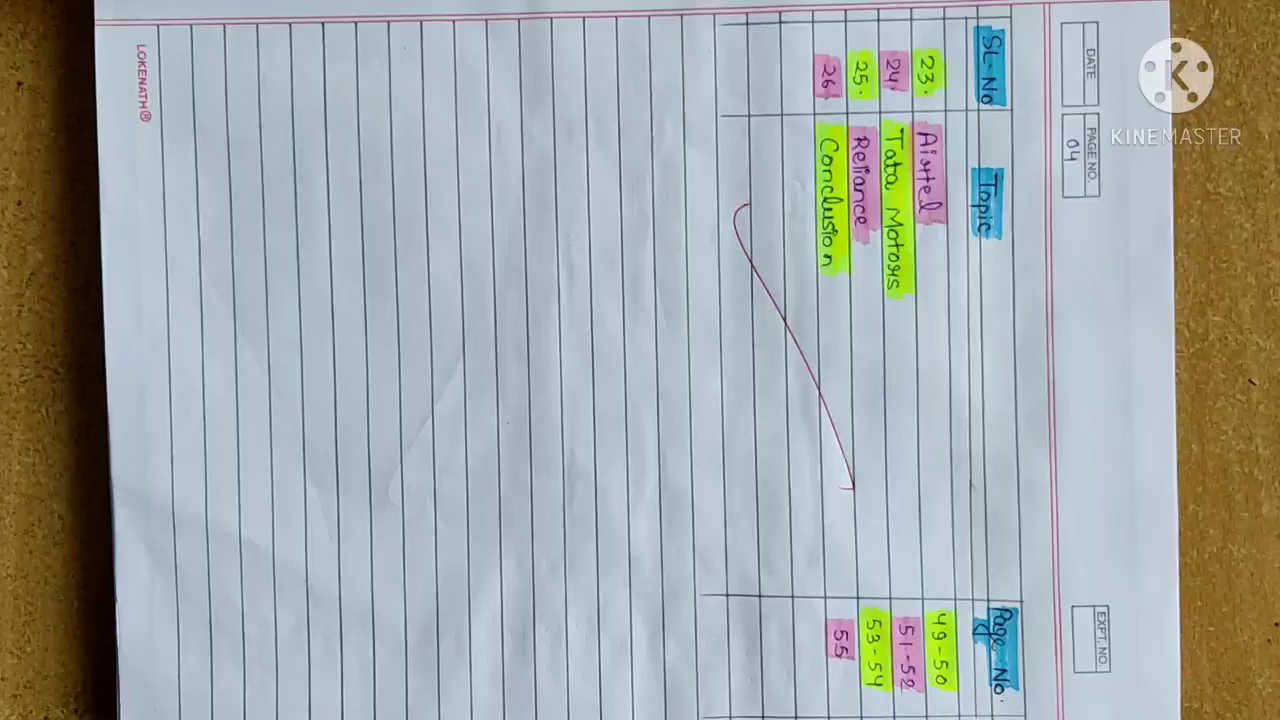 DATE PAGE NO. 04 EXPT. NO.
SL. No Topic Page No.
23. Airtel 49-50
24. Tata Motors 51-52
25. Reliance 53-54
26. Conclusion 55
LOKENATH®
KINEMASTER